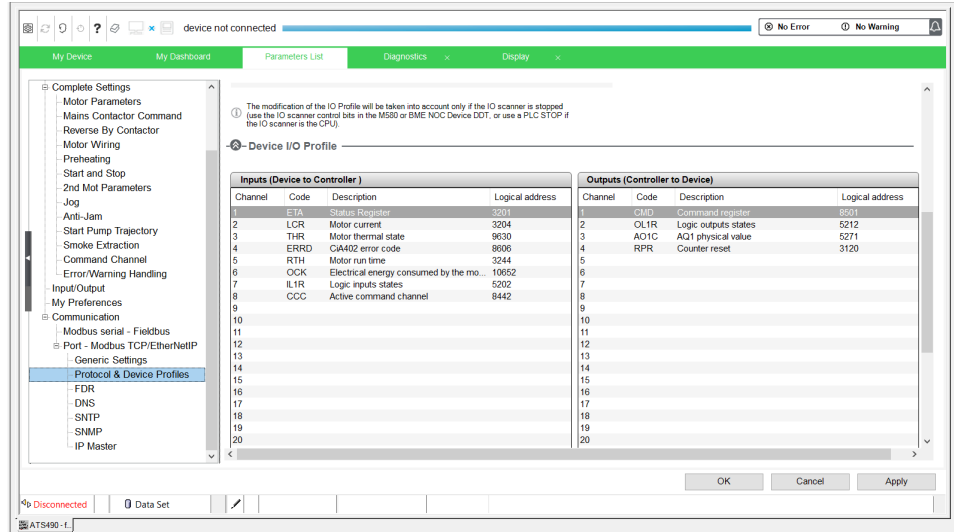 ? device not connected No Error No Warning
My Device My Dashboard Parameters List Diagnostics × Display ×
Complete Settings
Motor Parameters
Mains Contactor Command
Reverse By Contactor
Motor Wiring
Preheating
Start and Stop
2nd Mot Parameters
Jog
Anti-Jam
Start Pump Trajectory
Smoke Extraction
Command Channel
Error/Warning Handling
Input/Output
My Preferences
Communication
Modbus serial - Fieldbus
Port - Modbus TCP/EtherNetIP
Generic Settings
Protocol & Device Profiles
FDR
DNS
SNTP
SNMP
IP Master
The modification of the IO Profile will be taken into account only if the IO scanner is stopped
(use the IO scanner control bits in the M580 or BME NOC Device DDT, or use a PLC STOP if
the IO scanner is the CPU).
Device I/O Profile
Inputs (Device to Controller )
Channel Code Description Logical address
1 ETA Status Register 3201
2 LCR Motor current 3204
3 THR Motor thermal state 9630
4 ERRD CiA402 error code 8606
5 RTH Motor run time 3244
6 OCK Electrical energy consumed by the mo... 10652
7 IL1R Logic inputs states 5202
8 CCC Active command channel 8442
9
10
11
12
13
14
15
16
17
18
19
20
Outputs (Controller to Device)
Channel Code Description Logical address
1 CMD Command register 8501
2 OL1R Logic outputs states 5212
3 AO1C AQ1 physical value 5271
4 RPR Counter reset 3120
5
6
7
8
9
10
11
12
13
14
15
16
17
18
19
20
OK Cancel Apply
Disconnected Data Set
ATS490 - f...